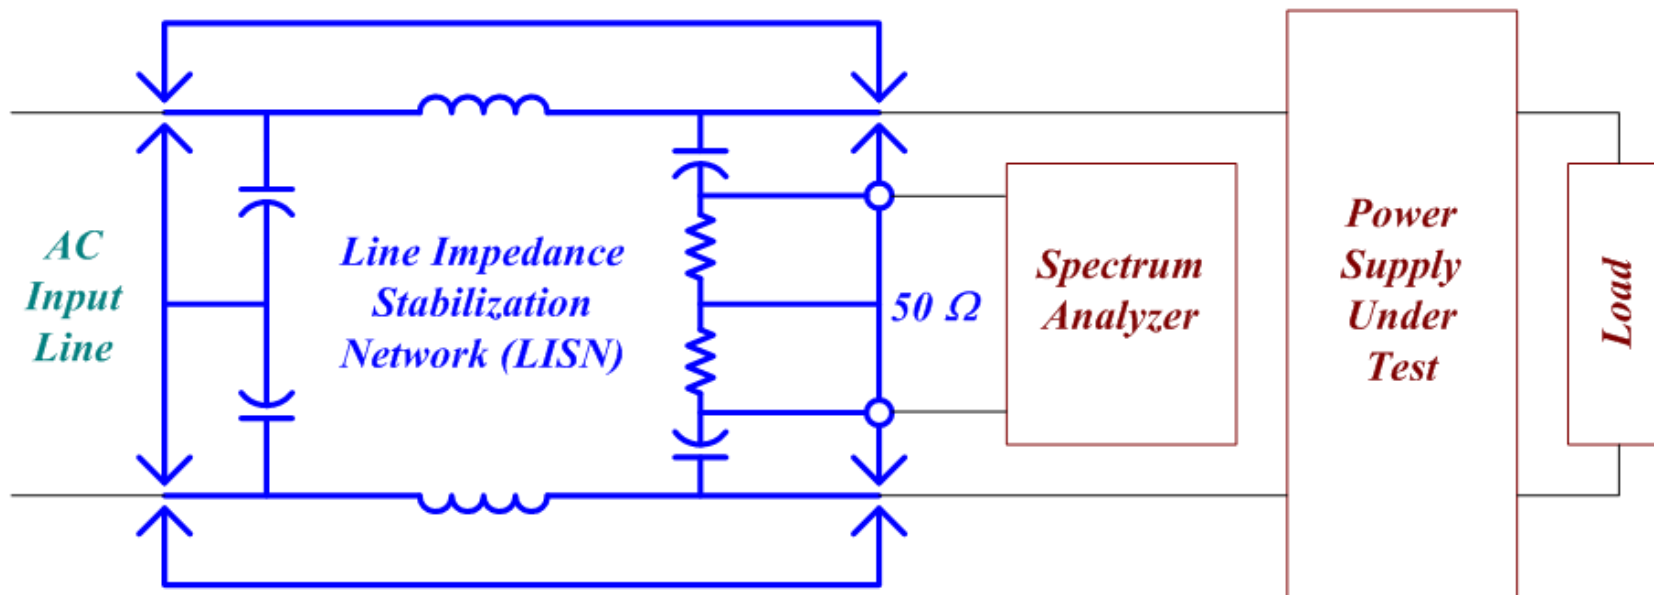 AC
Input
Line
Line Impedance
Stabilization
Network (LISN)
50 Ω
Spectrum
Analyzer
Power
Supply
Under
Test
Load